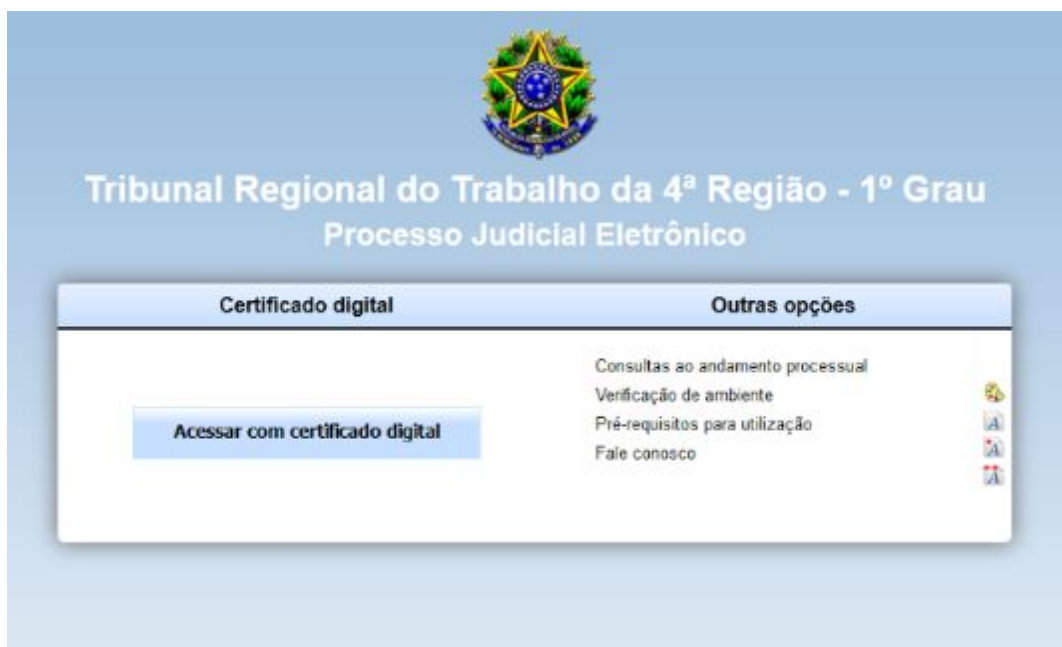 Tribunal Regional do Trabalho da 4ª Região - 1º Grau
Processo Judicial Eletrônico
Certificado digital
Outras opções
Acessar com certificado digital
Consultas ao andamento processual
Verificação de ambiente
Pré-requisitos para utilização
Fale conosco